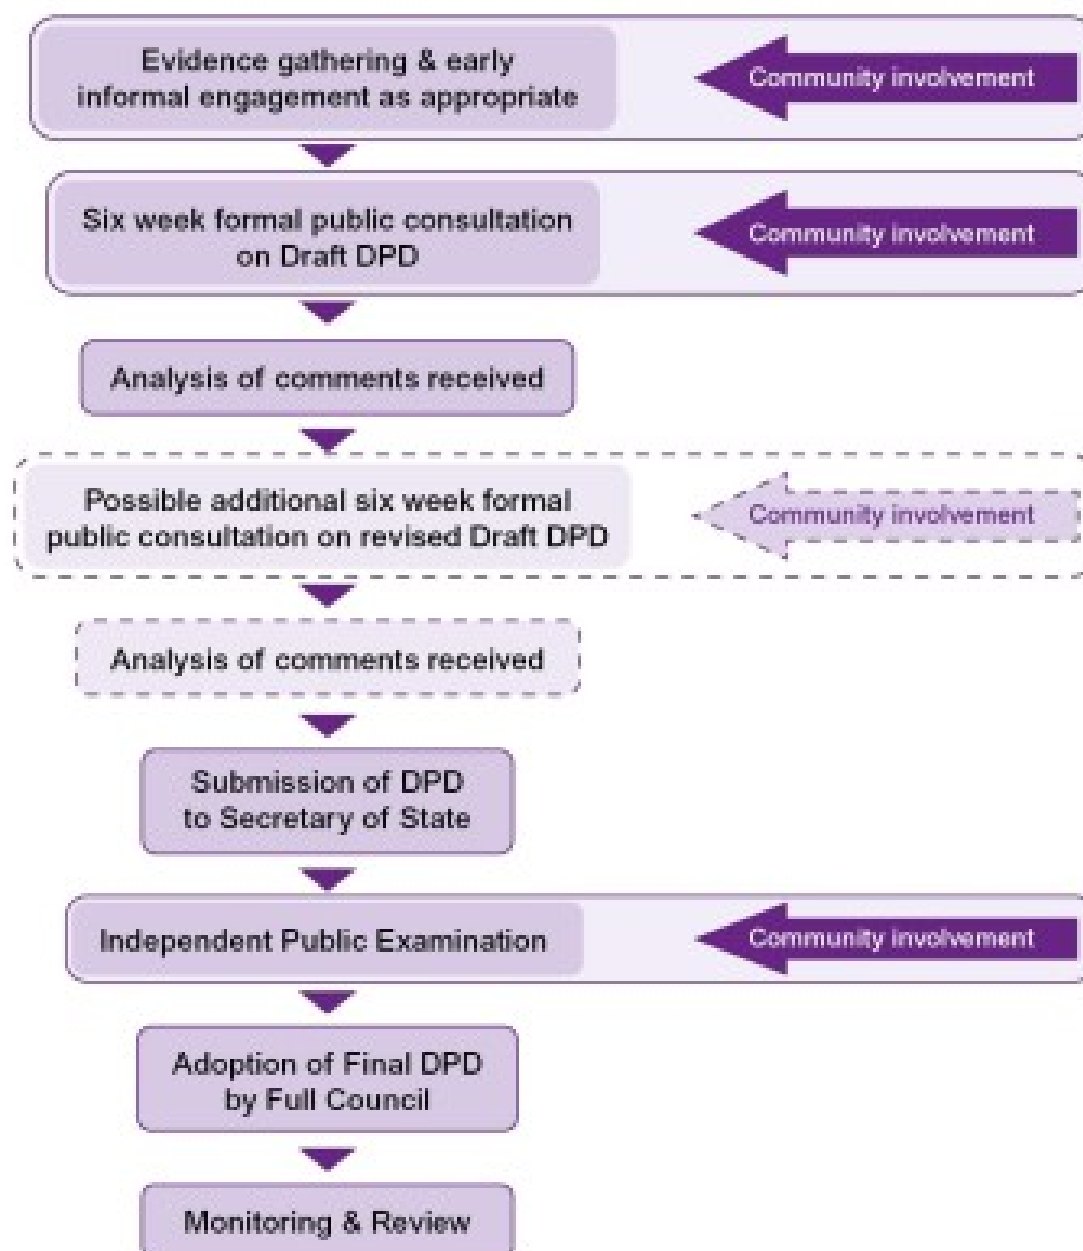 Evidence gathering & early
informal engagement as appropriate
Community involvement
Six week formal public consultation
on Draft DPD
Community involvement
Analysis of comments received
Possible additional six week formal
public consultation on revised Draft DPD
Community involvement
Analysis of comments received
Submission of DPD
to Secretary of State
Independent Public Examination
Community involvement
Adoption of Final DPD
by Full Council
Monitoring & Review